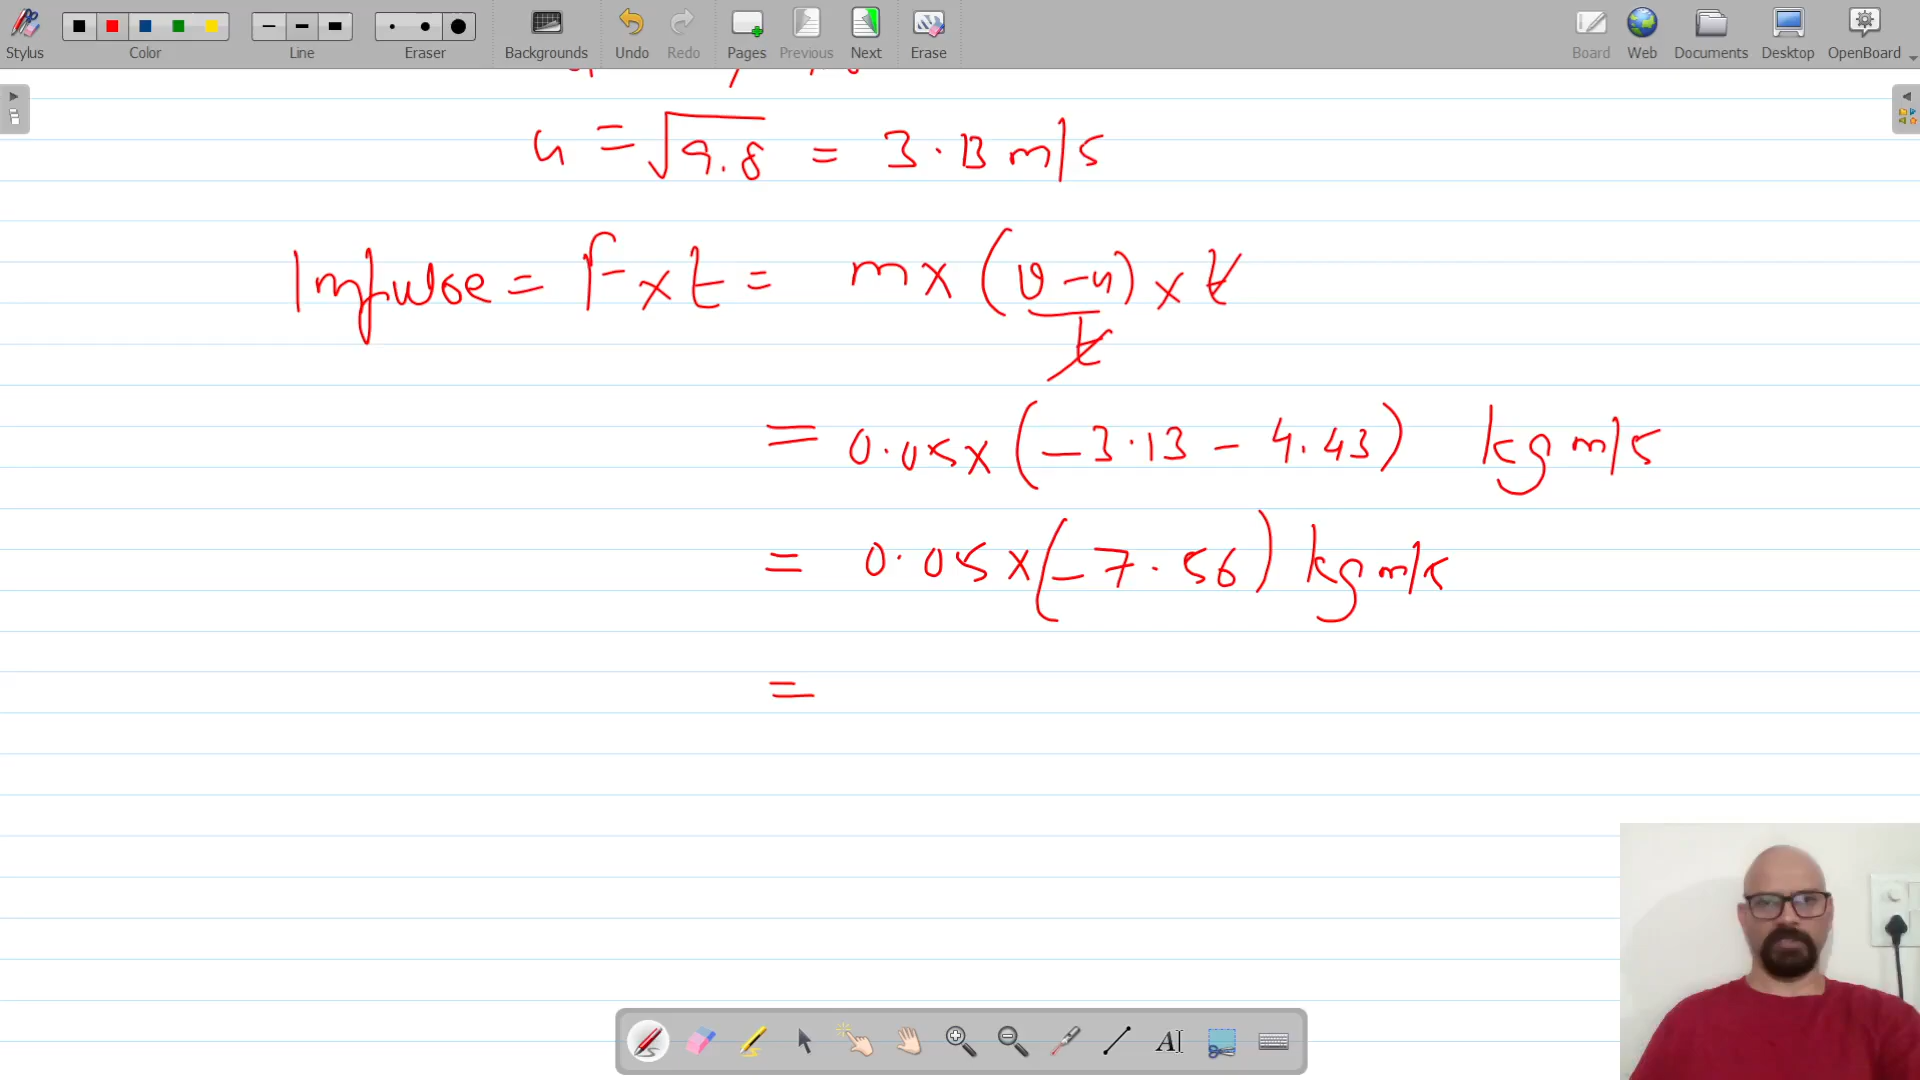 Stylus Color Line Eraser Backgrounds Undo Redo Pages Previous Next Erase Board Web Documents Desktop OpenBoard
u = √9.8 = 3.13 m/s
Impulse = F x t = m x (v-u)/t x t
= 0.05 x (-3.13 - 4.43) kg m/s
= 0.05 x (-7.56) kg m/s
=